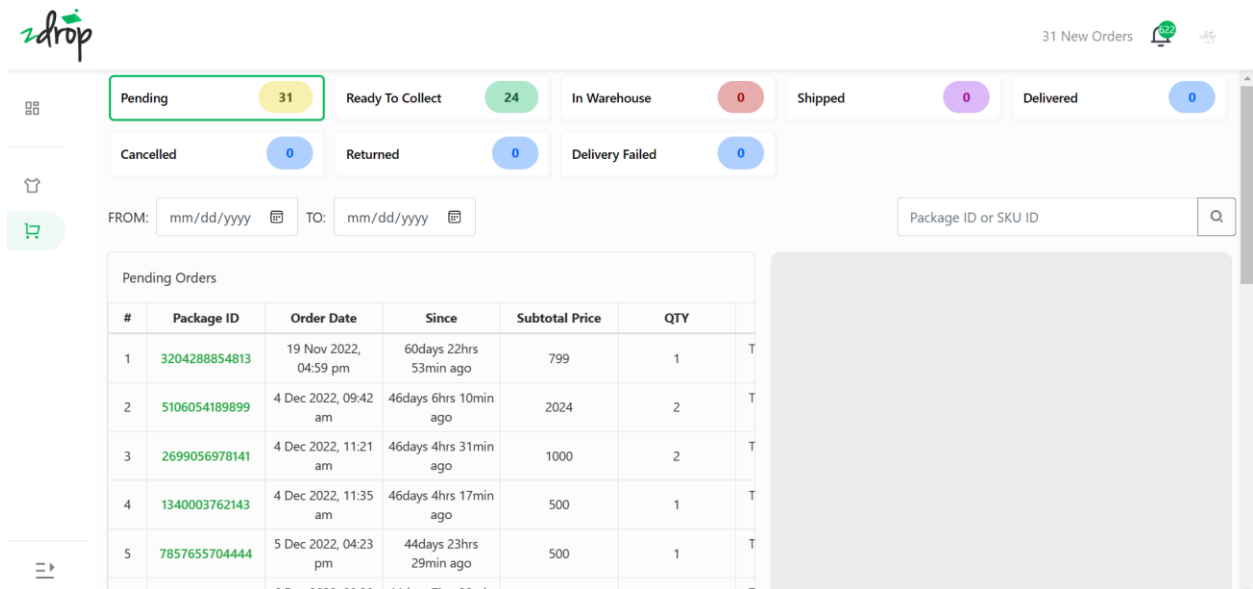 zdrop
31 New Orders 622
Pending 31 Ready To Collect 24 In Warehouse 0 Shipped 0 Delivered 0
Cancelled 0 Returned 0 Delivery Failed 0
FROM: mm/dd/yyyy TO: mm/dd/yyyy Package ID or SKU ID
Pending Orders
# Package ID Order Date Since Subtotal Price QTY
1 3204288854813 19 Nov 2022, 04:59 pm 60days 22hrs 53min ago 799 1 T
2 5106054189899 4 Dec 2022, 09:42 am 46days 6hrs 10min ago 2024 2 T
3 2699056978141 4 Dec 2022, 11:21 am 46days 4hrs 31min ago 1000 2 T
4 1340003762143 4 Dec 2022, 11:35 am 46days 4hrs 17min ago 500 1 T
5 7857655704444 5 Dec 2022, 04:23 pm 44days 23hrs 29min ago 500 1 T